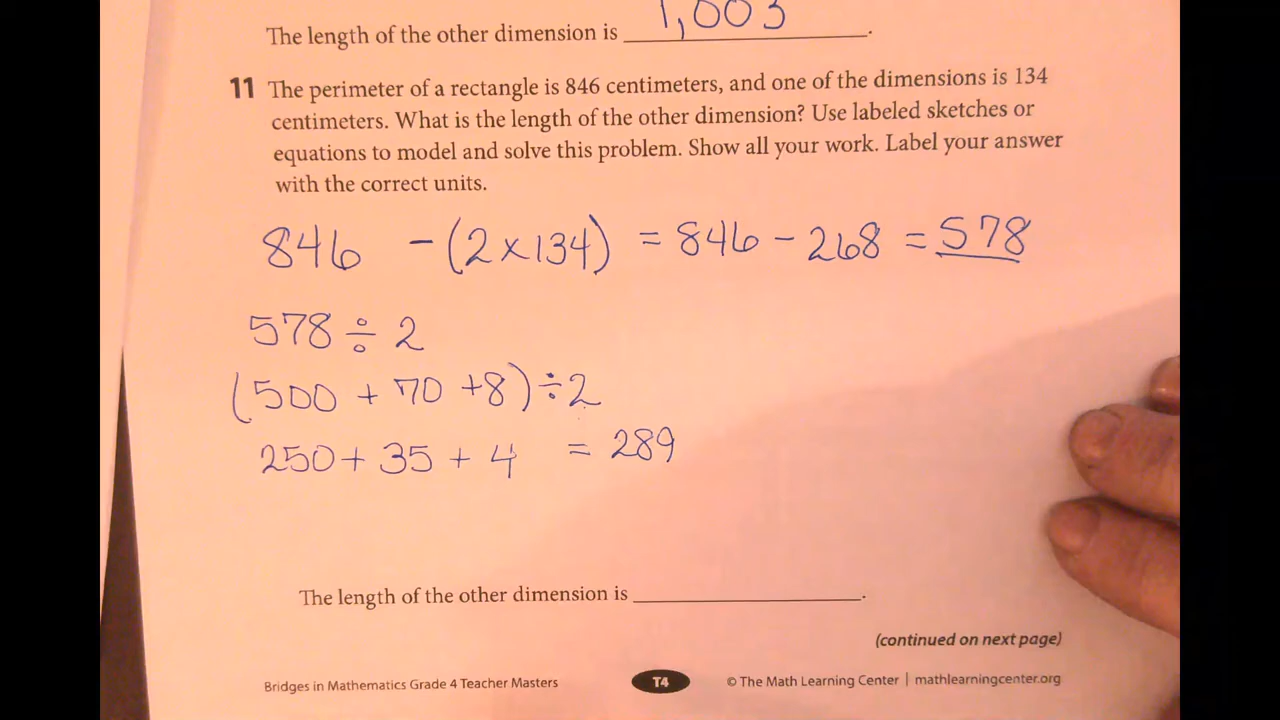 The length of the other dimension is 1,003.
11 The perimeter of a rectangle is 846 centimeters, and one of the dimensions is 134
centimeters. What is the length of the other dimension? Use labeled sketches or
equations to model and solve this problem. Show all your work. Label your answer
with the correct units.
846 - (2 x 134) = 846 - 268 = 578
578 ÷ 2
(500 + 70 + 8) ÷ 2
250 + 35 + 4 = 289
The length of the other dimension is ____________________.
(continued on next page)
Bridges in Mathematics Grade 4 Teacher Masters T4 © The Math Learning Center | mathlearningcenter.org